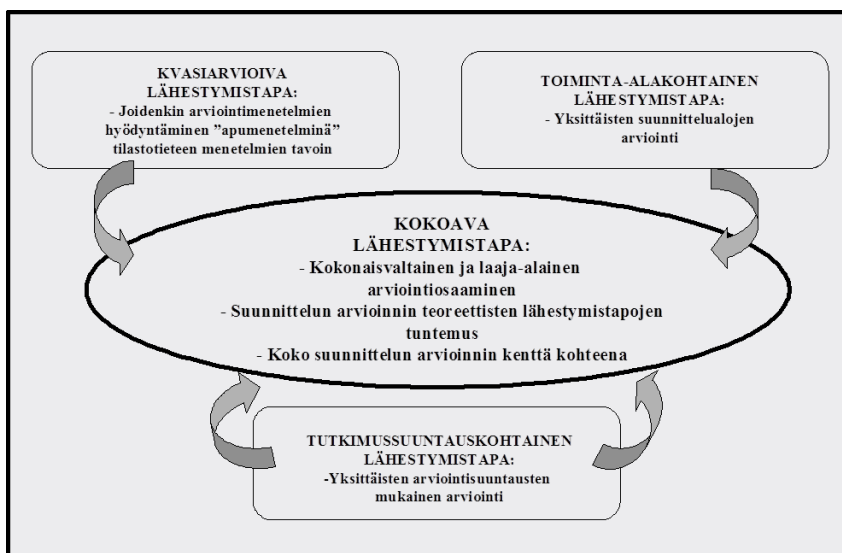 KVASIARVIOIVA
LÄHESTYMISTAPA:
- Joidenkin arviointimenetelmien
hyödyntäminen ”apumenetelminä”
tilastotieteen menetelmien tavoin
TOIMINTA-ALAKOHTAINEN
LÄHESTYMISTAPA:
- Yksittäisten suunnittelualojen
arviointi
KOKOAVA
LÄHESTYMISTAPA:
- Kokonaisvaltainen ja laaja-alainen
arviointiosaaminen
- Suunnittelun arvioinnin teoreettisten lähestymistapojen
tuntemus
- Koko suunnittelun arvioinnin kenttä kohteena
TUTKIMUSSUUNTAUSKOHTAINEN
LÄHESTYMISTAPA:
-Yksittäisten arviointisuuntausten
mukainen arviointi